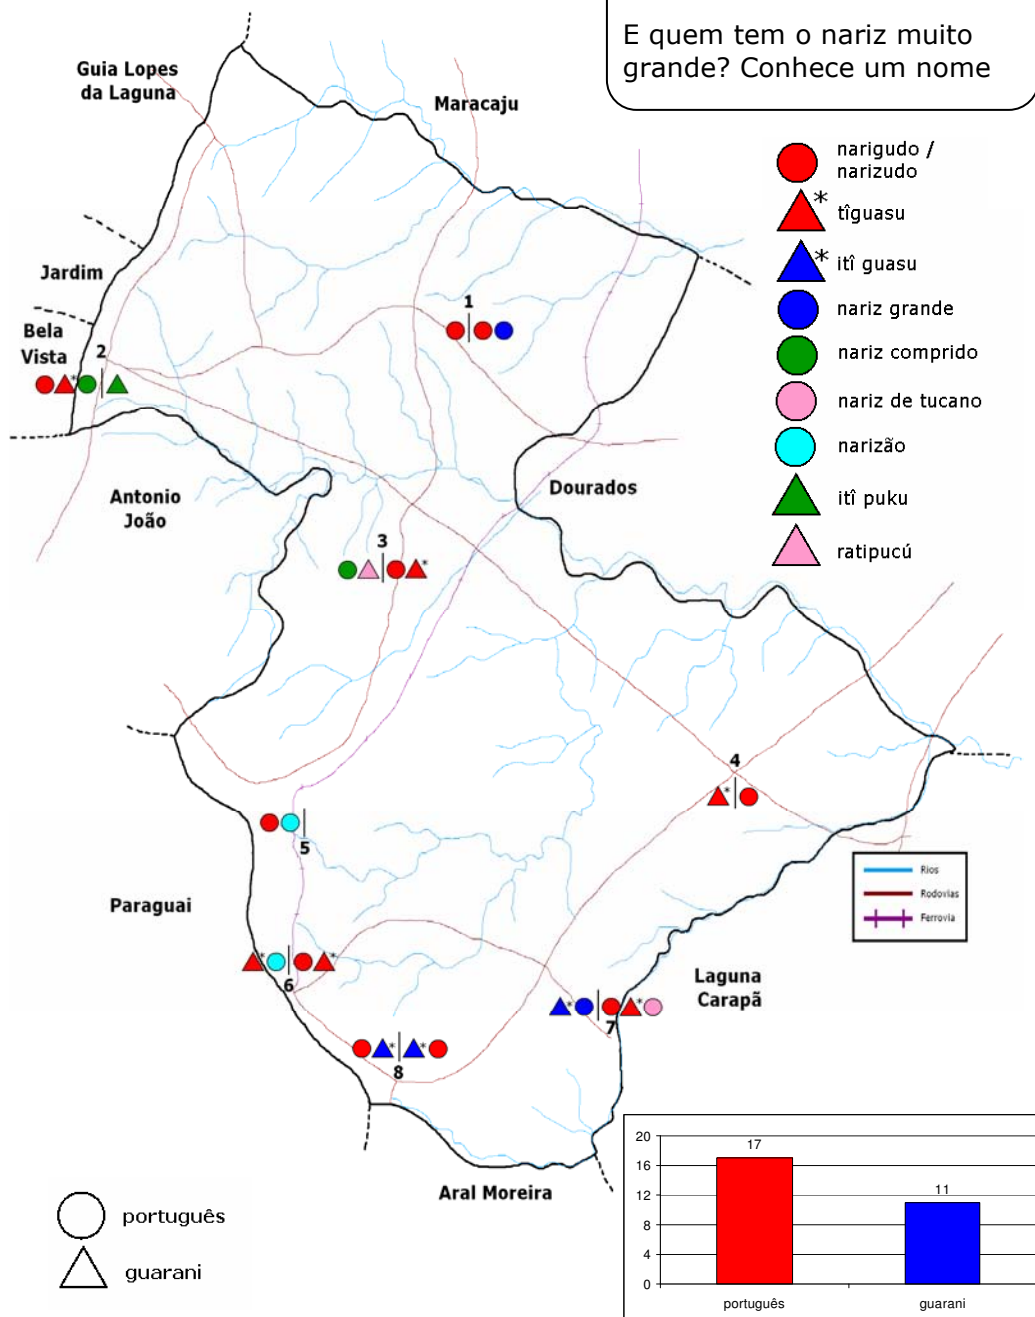 E quem tem o nariz muito
grande? Conhece um nome
Guia Lopes
da Laguna
Maracaju
narigudo /
narizudo
* tîguasu
* itî guasu
nariz grande
nariz comprido
nariz de tucano
narizão
itî puku
ratipucú
Jardim
Bela
Vista
1
2
*
Antonio
João
Dourados
3
*
4
*
5
Paraguai
Rios
Rodovias
Ferrovia
* *
6
Laguna
Carapã
* *
7
* *
8
Aral Moreira
português
guarani
20
16
12
8
4
0
17
11
português
guarani